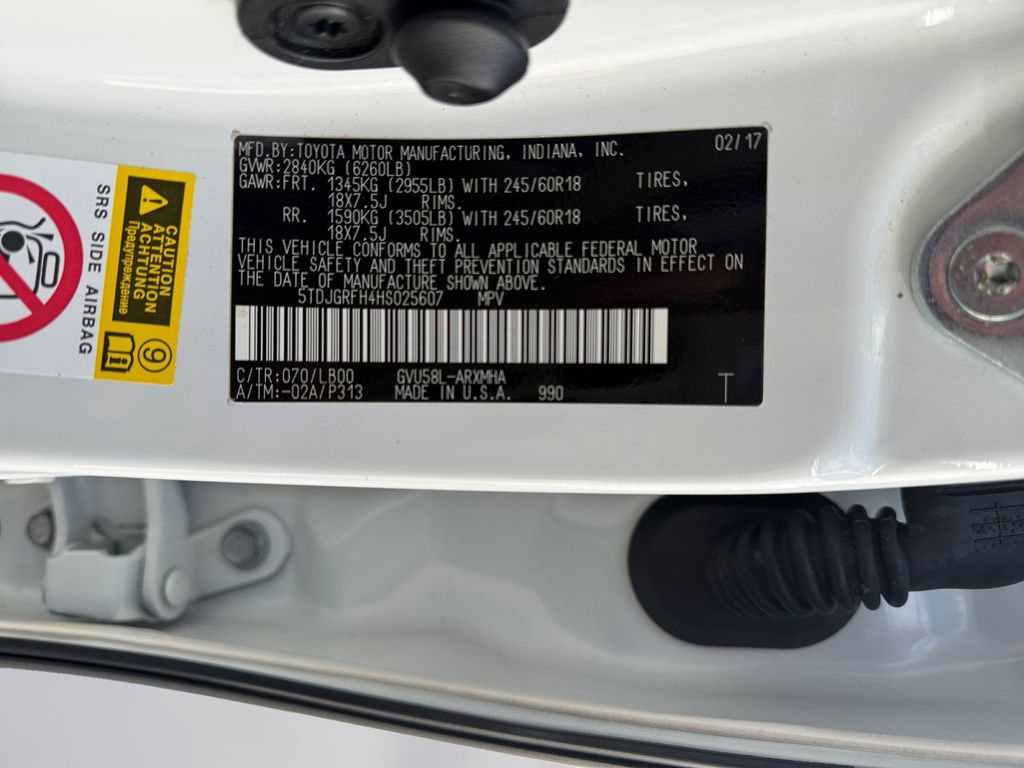 MFD.BY:TOYOTA MOTOR MANUFACTURING, INDIANA, INC. 02/17
GVWR:2840KG (6260LB)
GAWR:FRT. 1345KG (2955LB) WITH 245/60R18 TIRES,
18X7.5J RIMS.
RR. 1590KG (3505LB) WITH 245/60R18 TIRES,
18X7.5J RIMS.
THIS VEHICLE CONFORMS TO ALL APPLICABLE FEDERAL MOTOR
VEHICLE SAFETY AND THEFT PREVENTION STANDARDS IN EFFECT ON
THE DATE OF MANUFACTURE SHOWN ABOVE.
5TDJGRFH4HS025607 MPV
C/TR:070/LB00 GVU58L-ARXMHA
A/TM:-02A/P313 MADE IN U.S.A. 990 T
CAUTION
ATTENTION
ACHTUNG
Предупреждение
9
SRS SIDE AIRBAG